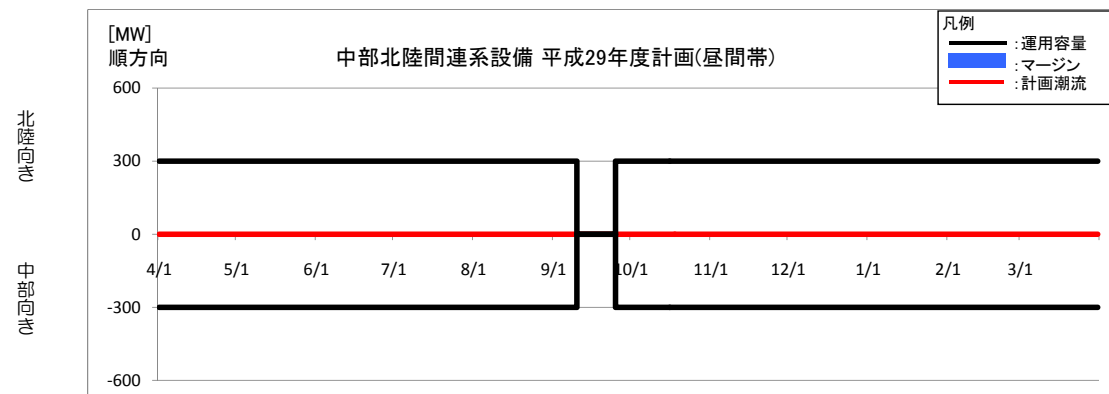 [MW]
順方向
中部北陸間連系設備 平成29年度計画(昼間帯)
凡例
:運用容量
:マージン
:計画潮流
北陸向き
中部向き
600
300
0
-300
-600
4/1 5/1 6/1 7/1 8/1 9/1 10/1 11/1 12/1 1/1 2/1 3/1